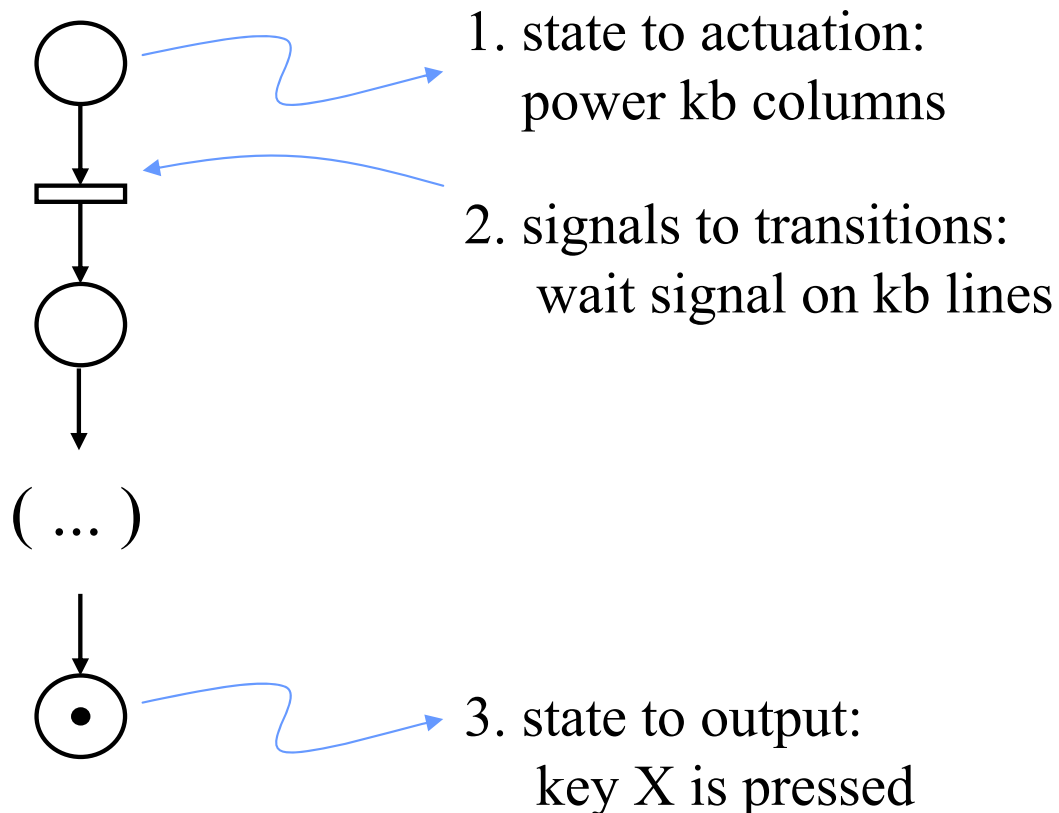 1. state to actuation:
power kb columns
2. signals to transitions:
wait signal on kb lines
( ... )
3. state to output:
key X is pressed